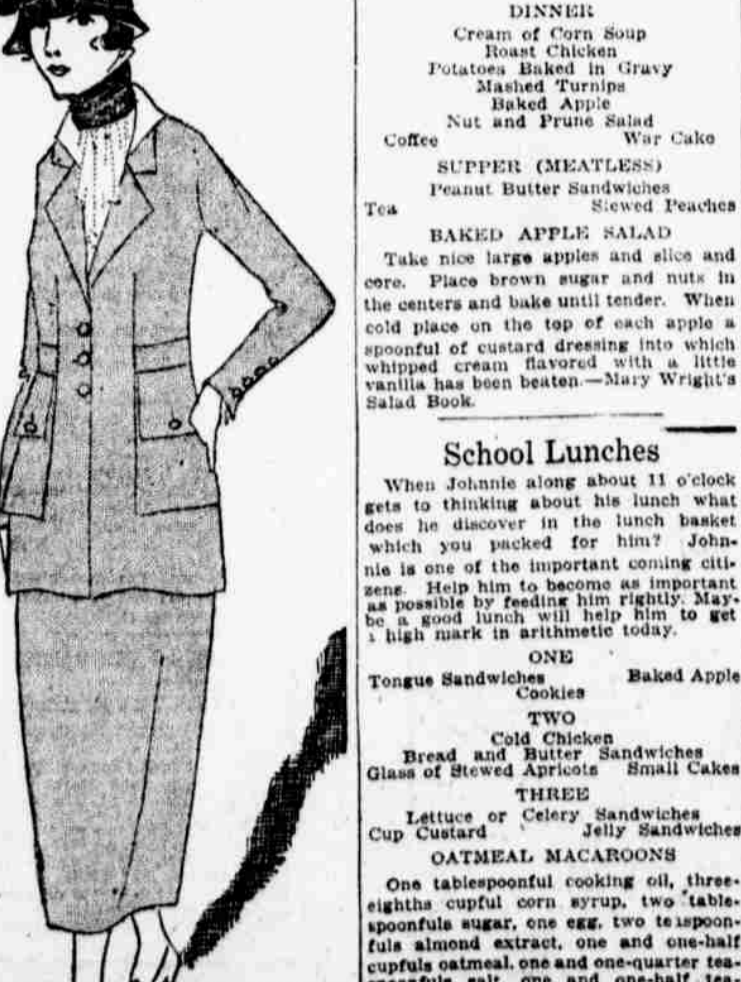 DINNER
Cream of Corn Soup
Roast Chicken
Potatoes Baked in Gravy
Mashed Turnips
Baked Apple
Nut and Prune Salad
Coffee War Cake
SUPPER (MEATLESS)
Peanut Butter Sandwiches
Tea Stewed Peaches
BAKED APPLE SALAD
Take nice large apples and slice and
core. Place brown sugar and nuts in
the centers and bake until tender. When
cold place on the top of each apple a
spoonful of custard dressing into which
whipped cream flavored with a little
vanilla has been beaten.—Mary Wright's
Salad Book.
School Lunches
When Johnnie along about 11 o'clock
gets to thinking about his lunch what
does he discover in the lunch basket
which you packed for him? John-
nie is one of the important coming citi-
zens. Help him to become as important
as possible by feeding him rightly. May-
be a good lunch will help him to get
a high mark in arithmetic today.
ONE
Tongue Sandwiches Baked Apple
Cookies
TWO
Cold Chicken
Bread and Butter Sandwiches
Glass of Stewed Apricots Small Cakes
THREE
Lettuce or Celery Sandwiches
Cup Custard Jelly Sandwiches
OATMEAL MACAROONS
One tablespoonful cooking oil, three-
eighths cupful corn syrup, two table-
spoonfuls sugar, one egg, two teaspoon-
fuls almond extract, one and one-half
cupfuls oatmeal, one and one-quarter tea-
spoonfuls salt, one and one-half tea-